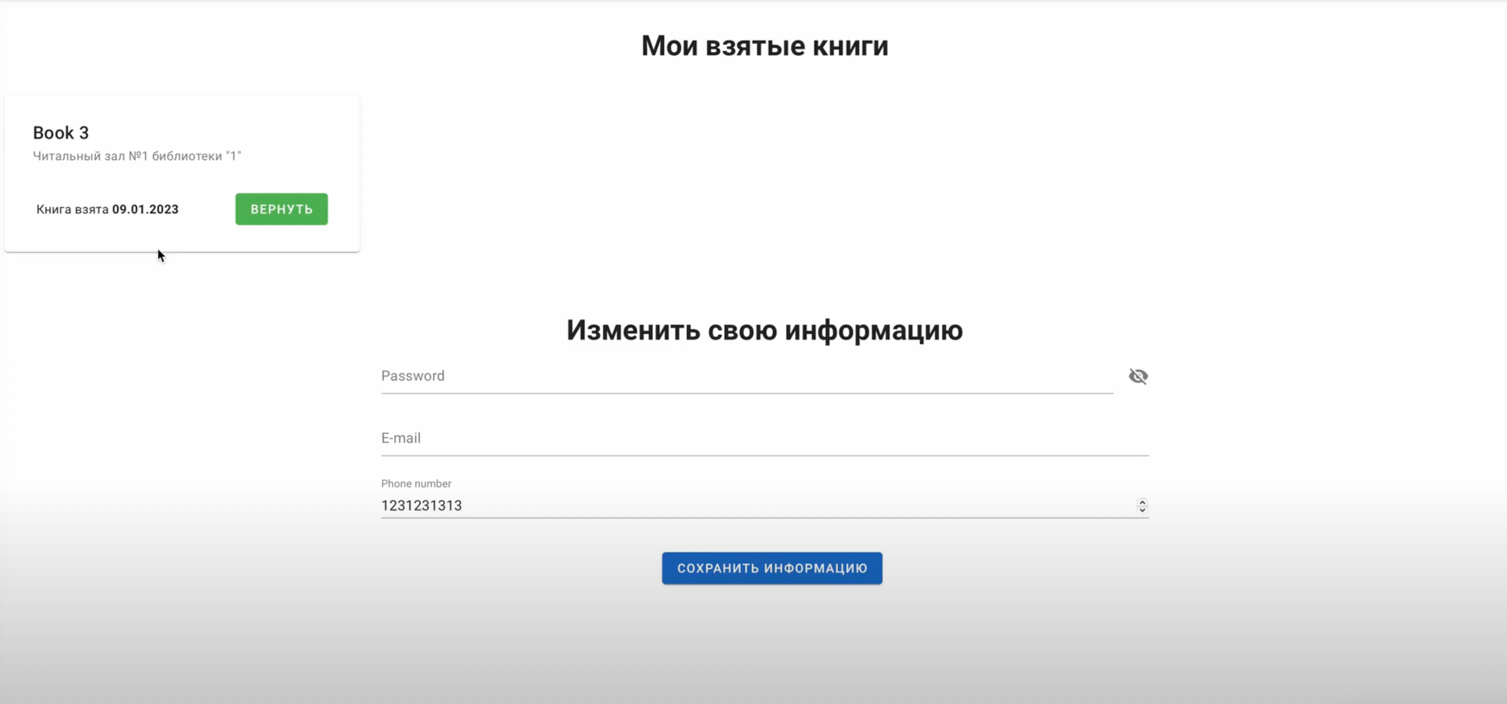 Мои взятые книги
Book 3
Читальный зал №1 библиотеки "1"
Книга взята 09.01.2023
ВЕРНУТЬ
Изменить свою информацию
Password
E-mail
Phone number
1231231313
СОХРАНИТЬ ИНФОРМАЦИЮ